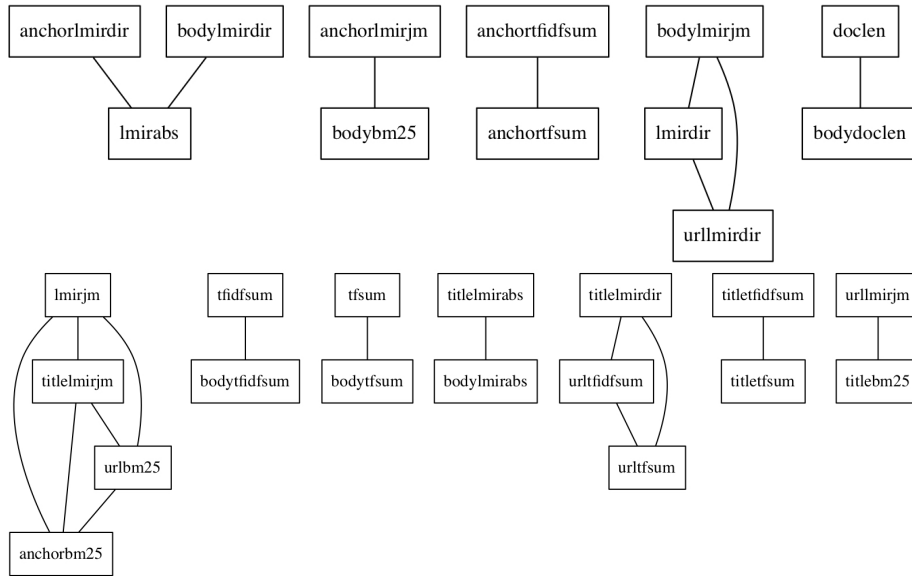 anchorlmirdir
bodylmirdir
anchorlmirjm
anchortfidfsum
bodylmirjm
doclen
lmirabs
bodybm25
anchortfsum
lmirdir
bodydoclen
urllmirdir
lmirjm
tfidfsum
tfsum
titlelmirabs
titlelmirdir
titletfidfsum
urllmirjm
titlelmirjm
bodytfidfsum
bodytfsum
bodylmirabs
urltfidfsum
titletfsum
titlebm25
urlbm25
urltfsum
anchorbm25